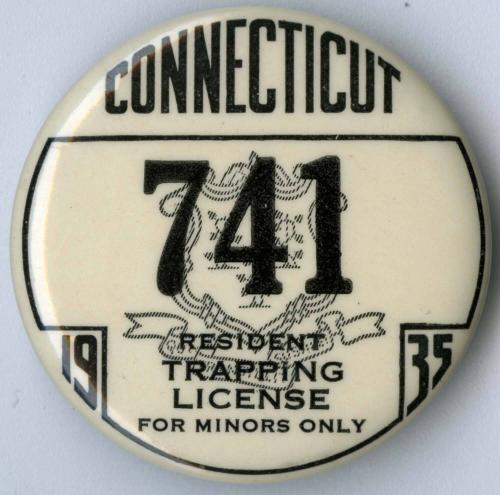 CONNECTICUT
741
RESIDENT
TRAPPING
LICENSE
FOR MINORS ONLY
19 35